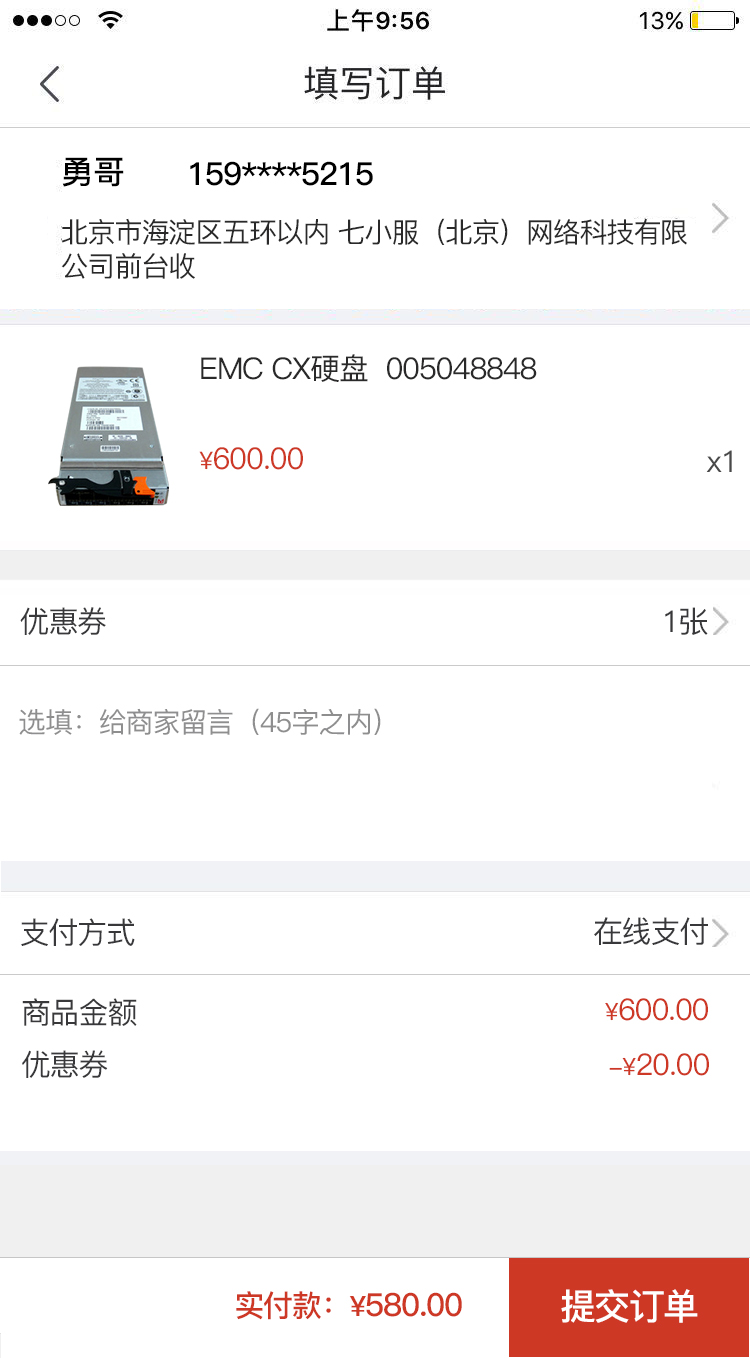 上午9:56
13%
填写订单
勇哥 159****5215
北京市海淀区五环以内 七小服（北京）网络科技有限
公司前台收
EMC CX硬盘 005048848
¥600.00
x1
优惠券 1张
选填：给商家留言（45字之内）
支付方式 在线支付
商品金额 ¥600.00
优惠券 -¥20.00
实付款：¥580.00
提交订单